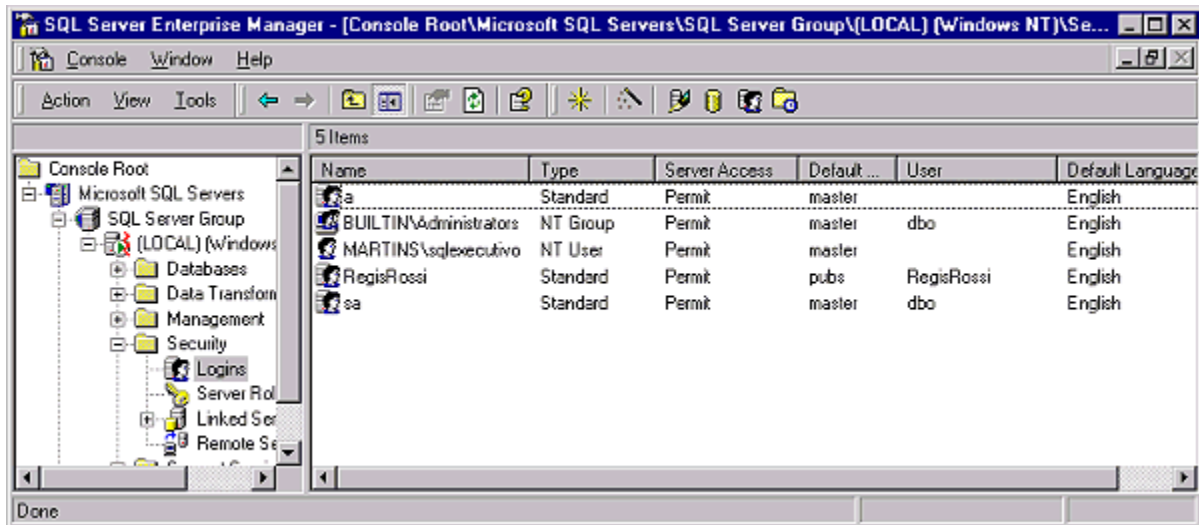 SQL Server Enterprise Manager - [Console Root\Microsoft SQL Servers\SQL Server Group\(LOCAL) (Windows NT)\Se...
Console Window Help
Action View Tools
5 Items
Console Root
Microsoft SQL Servers
SQL Server Group
(LOCAL) (Windows
Databases
Data Transform
Management
Security
Logins
Server Rol
Linked Ser
Remote Se
Name Type Server Access Default ... User Default Language
a Standard Permit master English
BUILTIN\Administrators NT Group Permit master dbo English
MARTINS\sqlexecutivo NT User Permit master English
RegisRossi Standard Permit pubs RegisRossi English
sa Standard Permit master dbo English
Done